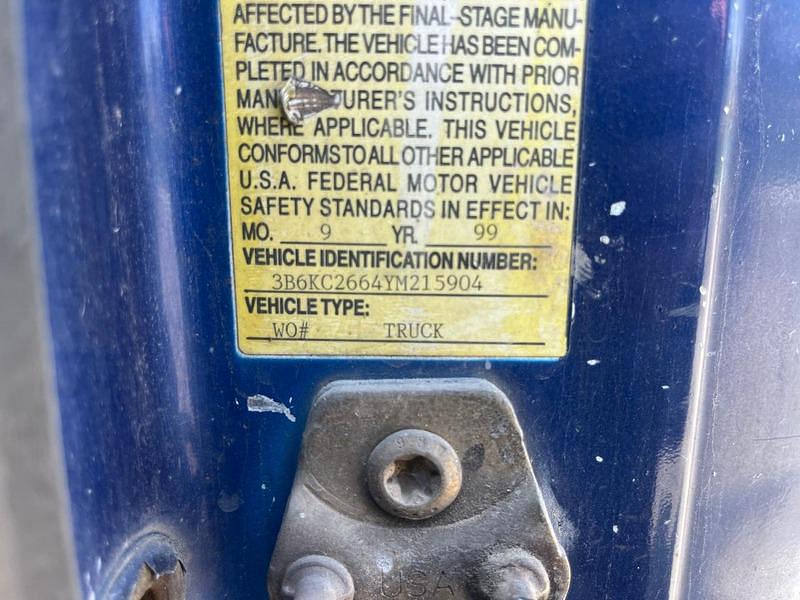 AFFECTED BY THE FINAL-STAGE MANU-
FACTURE. THE VEHICLE HAS BEEN COM-
PLETED IN ACCORDANCE WITH PRIOR
MAN URER'S INSTRUCTIONS,
WHERE APPLICABLE. THIS VEHICLE
CONFORMS TO ALL OTHER APPLICABLE
U.S.A. FEDERAL MOTOR VEHICLE
SAFETY STANDARDS IN EFFECT IN:
MO. 9 YR. 99
VEHICLE IDENTIFICATION NUMBER:
3B6KC2664YM215904
VEHICLE TYPE:
WO# TRUCK
USA